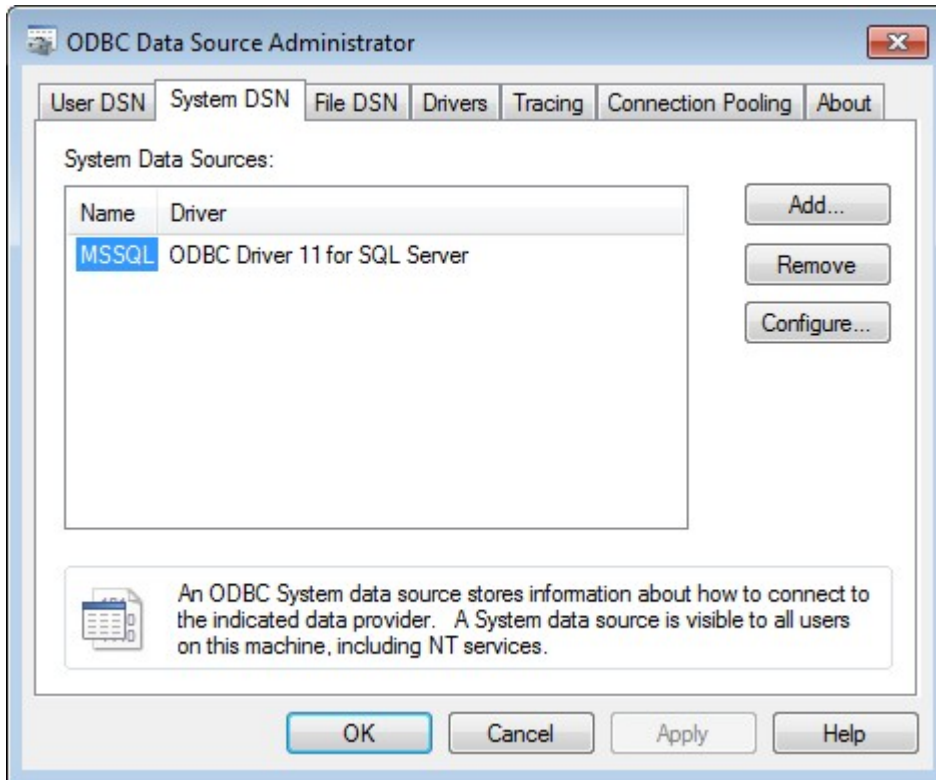 ODBC Data Source Administrator
User DSN System DSN File DSN Drivers Tracing Connection Pooling About
System Data Sources:
Name Driver
MSSQL ODBC Driver 11 for SQL Server
Add...
Remove
Configure...
An ODBC System data source stores information about how to connect to
the indicated data provider. A System data source is visible to all users
on this machine, including NT services.
OK Cancel Apply Help